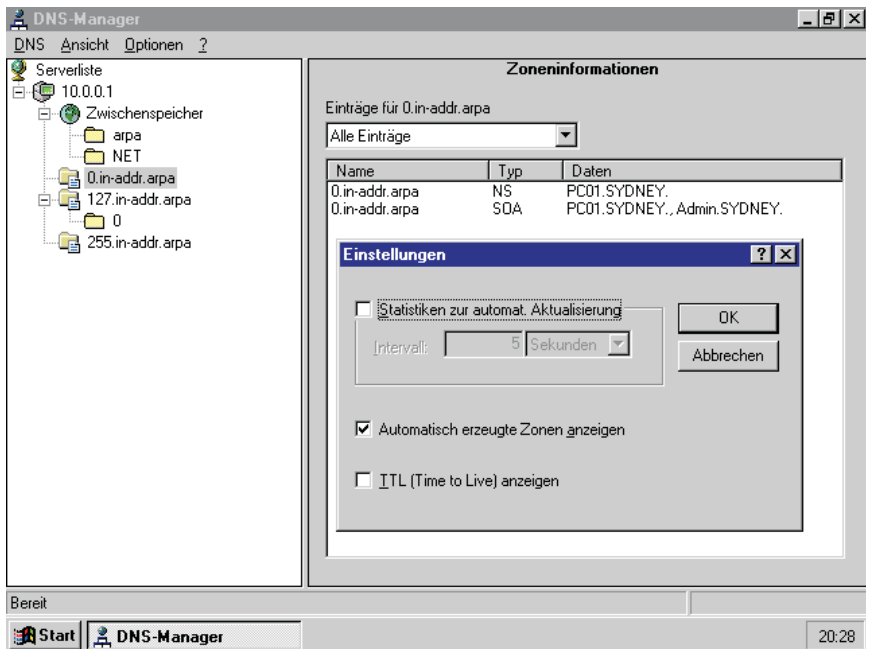 DNS-Manager
DNS Ansicht Optionen ?
Serverliste
10.0.0.1
Zwischenspeicher
arpa
NET
0.in-addr.arpa
127.in-addr.arpa
0
255.in-addr.arpa
Zoneninformationen
Einträge für 0.in-addr.arpa
Alle Einträge
Name Typ Daten
0.in-addr.arpa NS PC01.SYDNEY.
0.in-addr.arpa SOA PC01.SYDNEY., Admin.SYDNEY.
Einstellungen
Statistiken zur automat. Aktualisierung
Intervall: 5 Sekunden
OK
Abbrechen
Automatisch erzeugte Zonen anzeigen
TTL (Time to Live) anzeigen
Bereit
Start DNS-Manager 20:28